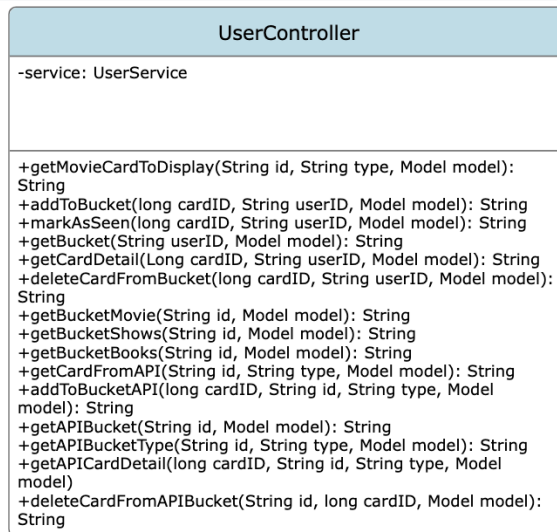 UserController
-service: UserService
+getMovieCardToDisplay(String id, String type, Model model):
String
+addToBucket(long cardID, String userID, Model model): String
+markAsSeen(long cardID, String userID, Model model): String
+getBucket(String userID, Model model): String
+getCardDetail(Long cardID, String userID, Model model): String
+deleteCardFromBucket(long cardID, String userID, Model model):
String
+getBucketMovie(String id, Model model): String
+getBucketShows(String id, Model model): String
+getBucketBooks(String id, Model model): String
+getCardFromAPI(String id, String type, Model model): String
+addToBucketAPI(long cardID, String id, String type, Model
model): String
+getAPIBucket(String id, Model model): String
+getAPIBucketType(String id, String type, Model model): String
+getAPICardDetail(long cardID, String id, String type, Model
model)
+deleteCardFromAPIBucket(String id, long cardID, Model model):
String